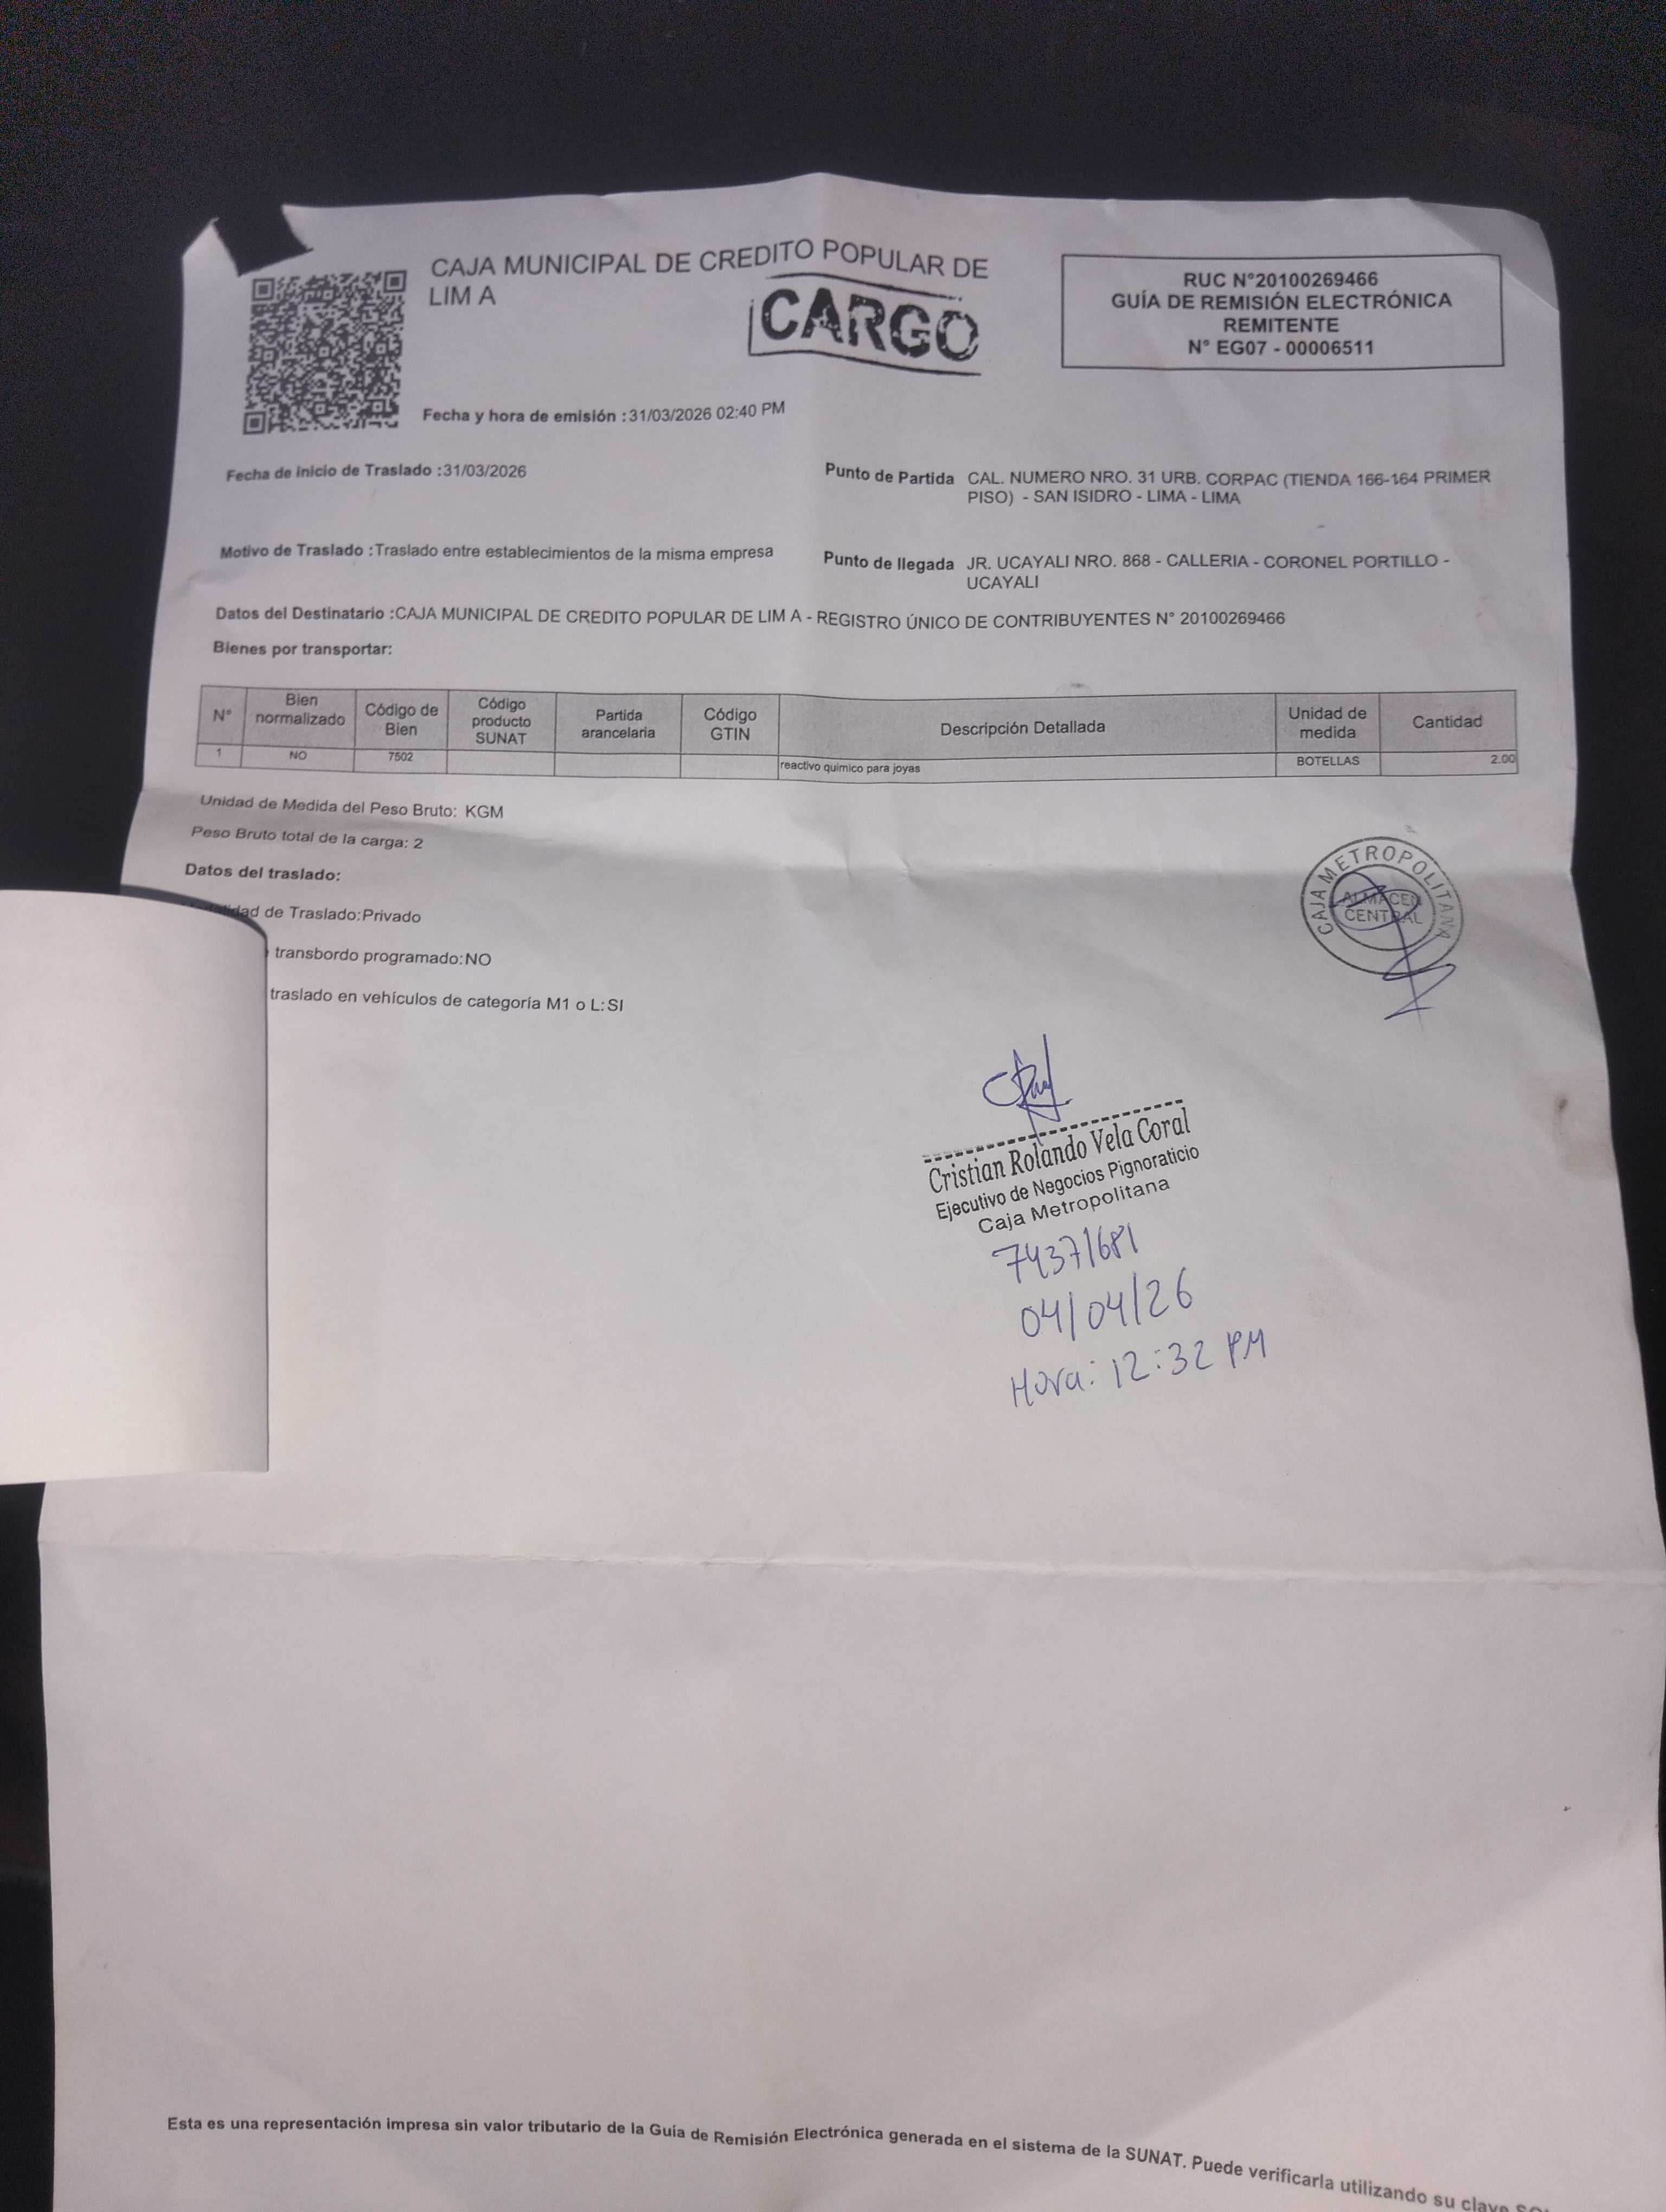 CAJA MUNICIPAL DE CREDITO POPULAR DE
LIM A
CARGO
RUC N°20100269466
GUÍA DE REMISIÓN ELECTRÓNICA
REMITENTE
N° EG07 - 00006511
Fecha y hora de emisión :31/03/2026 02:40 PM
Fecha de inicio de Traslado :31/03/2026
Punto de Partida CAL. NUMERO NRO. 31 URB. CORPAC (TIENDA 166-164 PRIMER
PISO) - SAN ISIDRO - LIMA - LIMA
Motivo de Traslado :Traslado entre establecimientos de la misma empresa
Punto de llegada JR. UCAYALI NRO. 868 - CALLERIA - CORONEL PORTILLO -
UCAYALI
Datos del Destinatario :CAJA MUNICIPAL DE CREDITO POPULAR DE LIM A - REGISTRO ÚNICO DE CONTRIBUYENTES N° 20100269466
Bienes por transportar:
N° Bien normalizado Código de Bien Código producto SUNAT Partida arancelaria Código GTIN Descripción Detallada Unidad de medida Cantidad
1 NO 7502 reactivo quimico para joyas BOTELLAS 2.00
Unidad de Medida del Peso Bruto: KGM
Peso Bruto total de la carga: 2
Datos del traslado:
de Traslado:Privado
transbordo programado:NO
traslado en vehículos de categoría M1 o L:SI
CAJA METROPOLITANA
ALMACEN
CENTRAL
Cristian Rolando Vela Coral
Ejecutivo de Negocios Pignoraticio
Caja Metropolitana
74371681
04/04/26
Hora: 12:32 PM
Esta es una representación impresa sin valor tributario de la Guía de Remisión Electrónica generada en el sistema de la SUNAT. Puede verificarla utilizando su clave